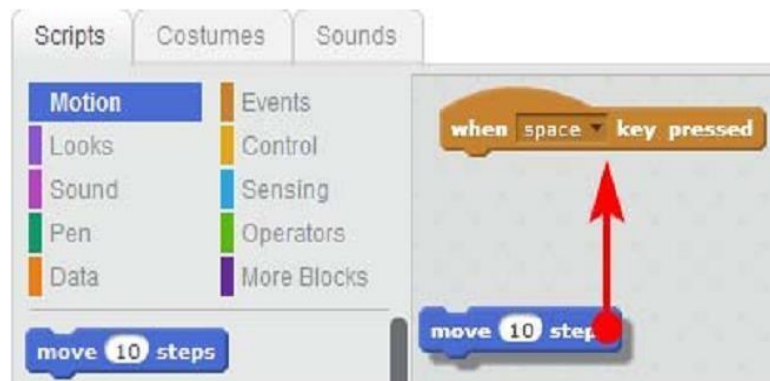 Scripts Costumes Sounds
Motion Events
Looks Control
Sound Sensing
Pen Operators
Data More Blocks
when space key pressed
move 10 step
move 10 steps